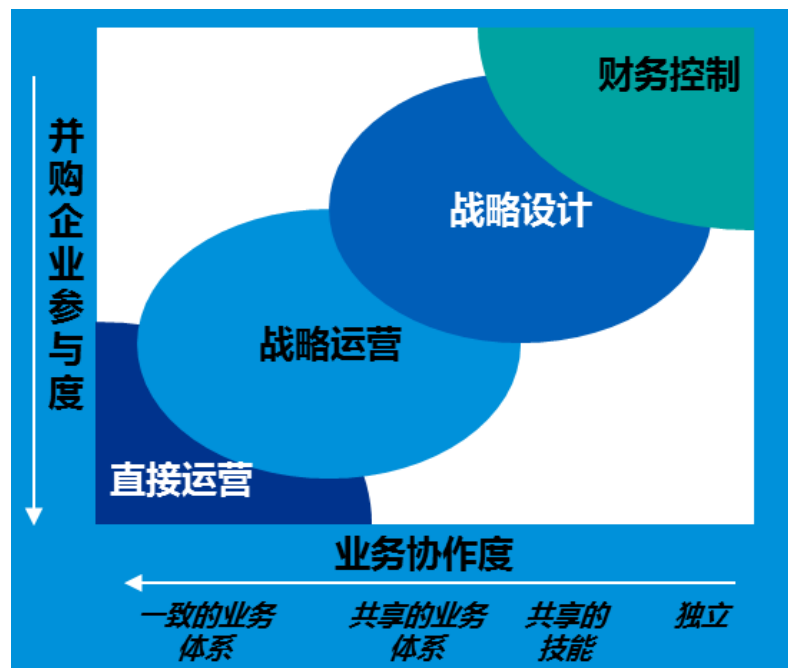 财务控制
并购企业参与度
战略设计
战略运营
直接运营
业务协作度
一致的业务
体系
共享的业务
体系
共享的
技能
独立